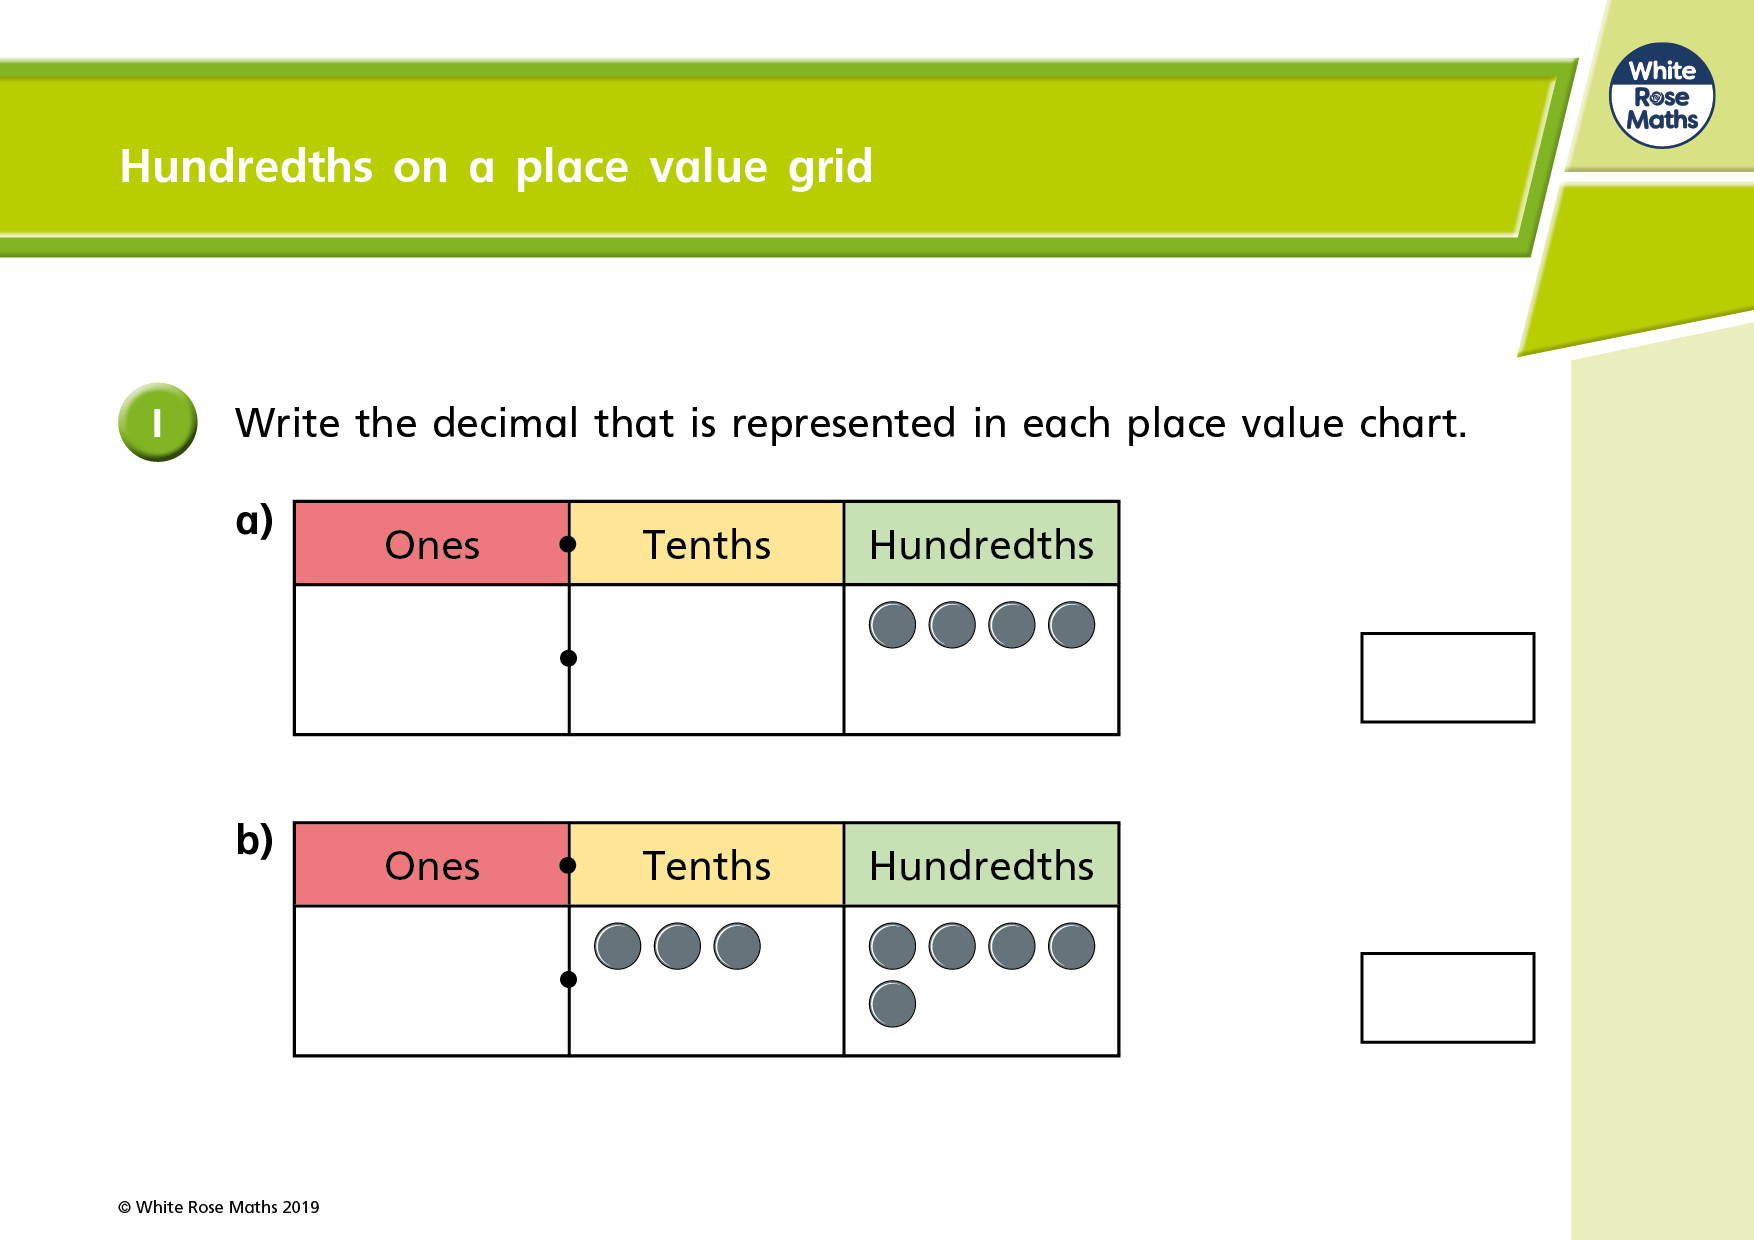 White
Rose
Maths
Hundredths on a place value grid
1 Write the decimal that is represented in each place value chart.
a) Ones Tenths Hundredths
b) Ones Tenths Hundredths
© White Rose Maths 2019